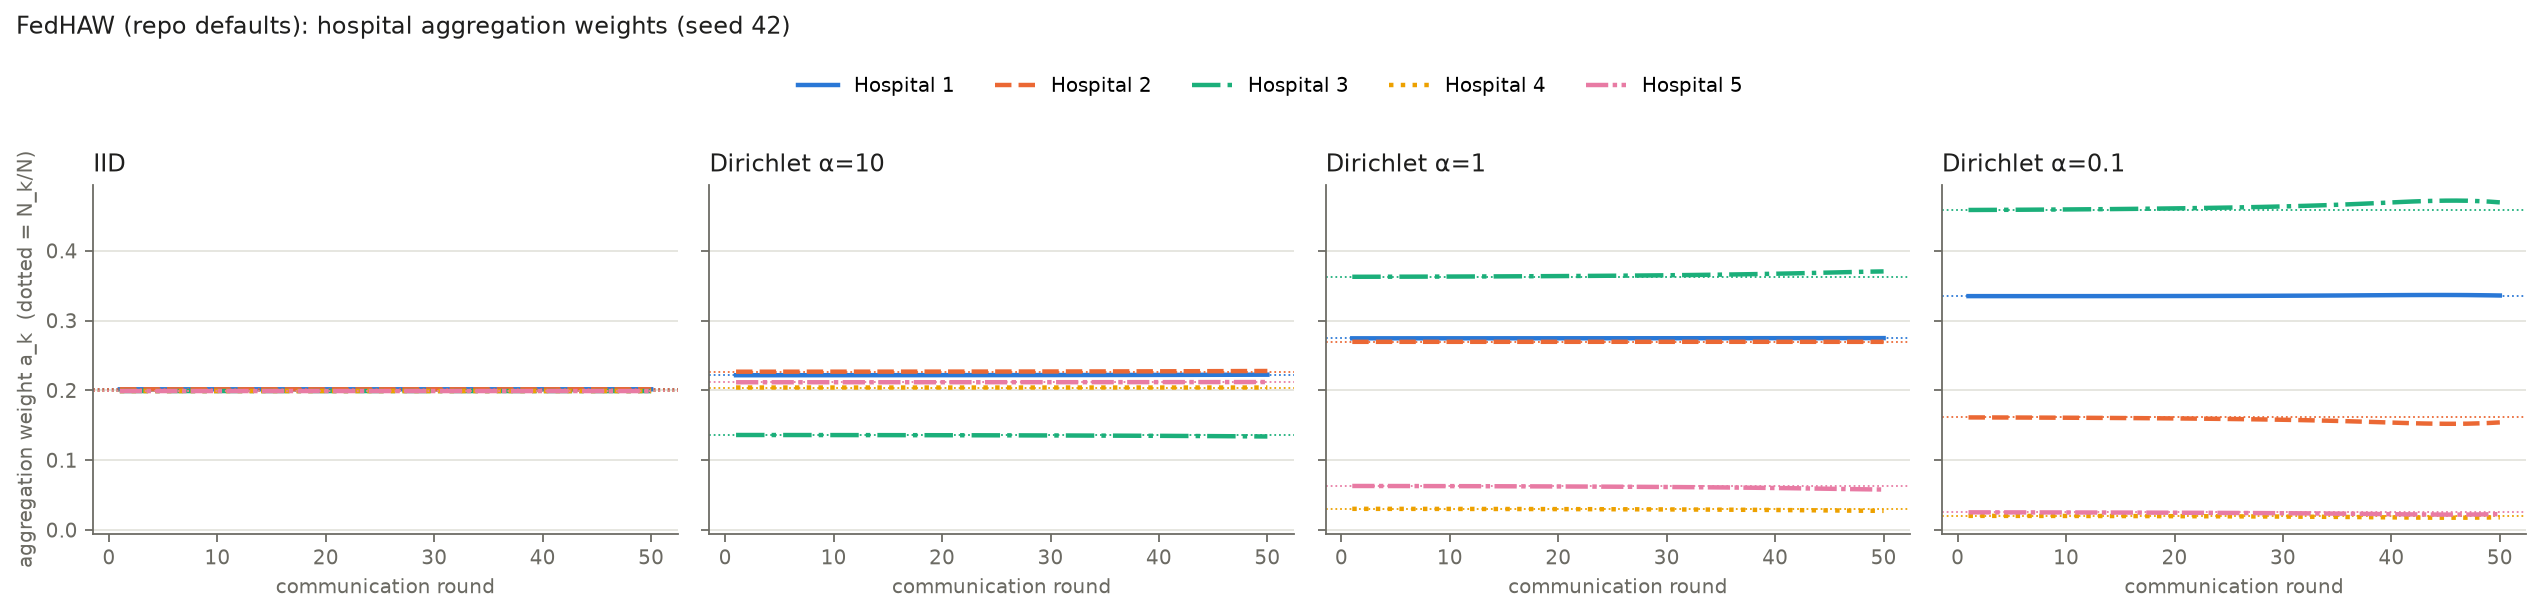 FedHAW (repo defaults): hospital aggregation weights (seed 42)
Hospital 1 Hospital 2 Hospital 3 Hospital 4 Hospital 5
aggregation weight a_k (dotted = N_k/N)
IID
0.4
0.3
0.2
0.1
0.0
0 10 20 30 40 50
communication round
Dirichlet α=10
0 10 20 30 40 50
communication round
Dirichlet α=1
0 10 20 30 40 50
communication round
Dirichlet α=0.1
0 10 20 30 40 50
communication round